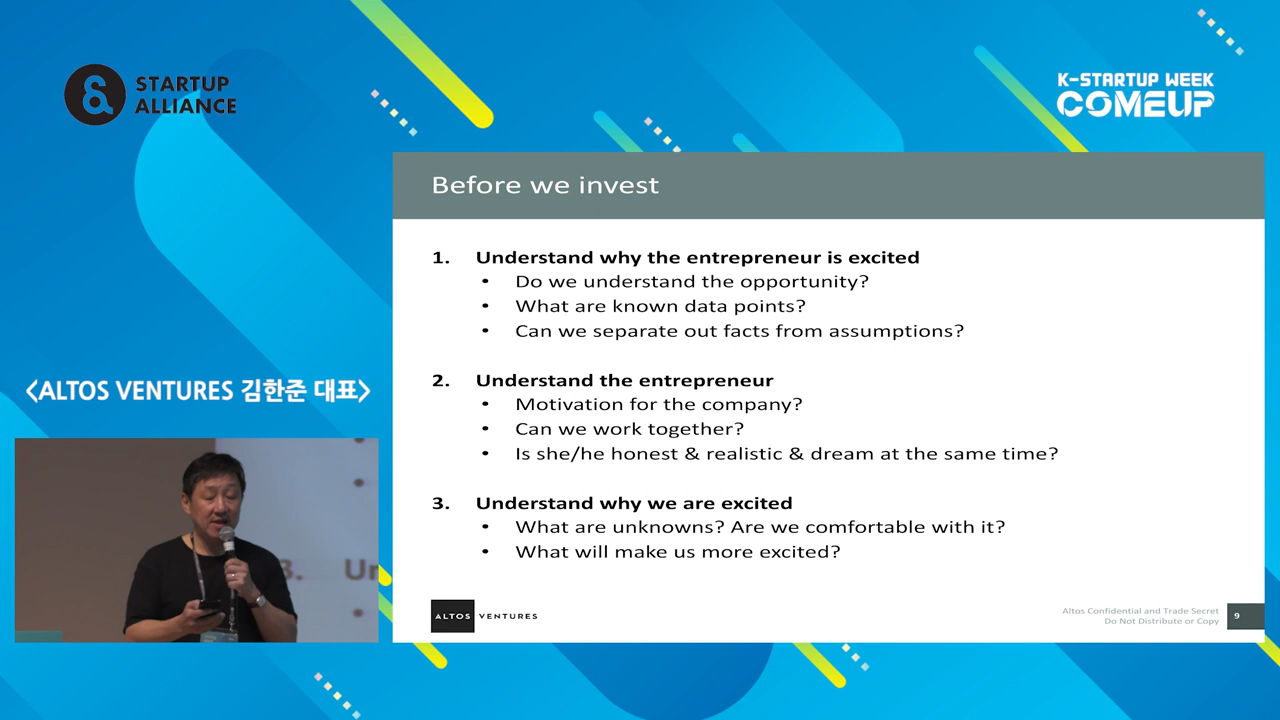 STARTUP
ALLIANCE
K-STARTUP WEEK
COMEUP
Before we invest
1. Understand why the entrepreneur is excited
• Do we understand the opportunity?
• What are known data points?
• Can we separate out facts from assumptions?
2. Understand the entrepreneur
• Motivation for the company?
• Can we work together?
• Is she/he honest & realistic & dream at the same time?
3. Understand why we are excited
• What are unknowns? Are we comfortable with it?
• What will make us more excited?
ALTOS VENTURES
Altos Confidential and Trade Secret
Do Not Distribute or Copy
9
<ALTOS VENTURES 김한준 대표>
3. Un